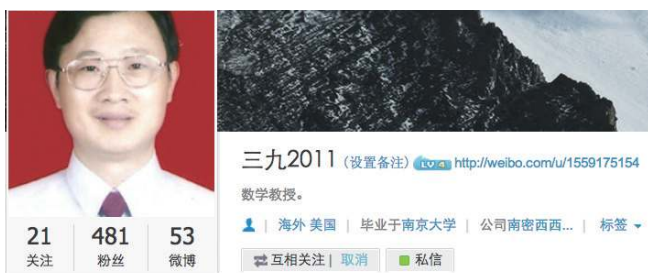 三九2011 (设置备注) LV 4 http://weibo.com/u/1559175154
数学教授。
海外 美国 | 毕业于南京大学 | 公司南密西西... | 标签
21 481 53
关注 粉丝 微博
互相关注 | 取消 私信